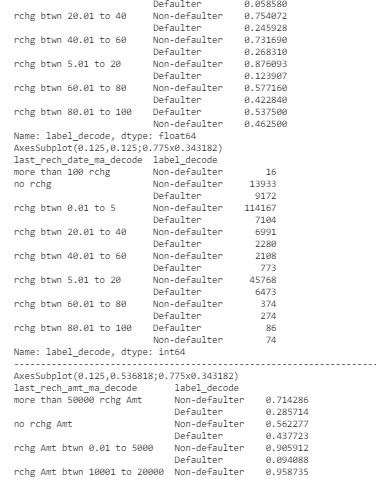 Defaulter 0.058580
rchg btwn 20.01 to 40 Non-defaulter 0.754072
Defaulter 0.245928
rchg btwn 40.01 to 60 Non-defaulter 0.731690
Defaulter 0.268310
rchg btwn 5.01 to 20 Non-defaulter 0.876093
Defaulter 0.123907
rchg btwn 60.01 to 80 Non-defaulter 0.577160
Defaulter 0.422840
rchg btwn 80.01 to 100 Defaulter 0.537500
Non-defaulter 0.462500
Name: label_decode, dtype: float64
AxesSubplot(0.125,0.125;0.775x0.343182)
last_rech_date_ma_decode label_decode
more than 100 rchg Non-defaulter 16
no rchg Non-defaulter 13933
Defaulter 9172
rchg btwn 0.01 to 5 Non-defaulter 114167
Defaulter 7104
rchg btwn 20.01 to 40 Non-defaulter 6991
Defaulter 2280
rchg btwn 40.01 to 60 Non-defaulter 2108
Defaulter 773
rchg btwn 5.01 to 20 Non-defaulter 45768
Defaulter 6473
rchg btwn 60.01 to 80 Non-defaulter 374
Defaulter 274
rchg btwn 80.01 to 100 Defaulter 86
Non-defaulter 74
Name: label_decode, dtype: int64
AxesSubplot(0.125,0.536818;0.775x0.343182)
last_rech_amt_ma_decode label_decode
more than 50000 rchg Amt Non-defaulter 0.714286
Defaulter 0.285714
no rchg Amt Non-defaulter 0.562277
Defaulter 0.437723
rchg Amt btwn 0.01 to 5000 Non-defaulter 0.905912
Defaulter 0.094088
rchg Amt btwn 10001 to 20000 Non-defaulter 0.958735